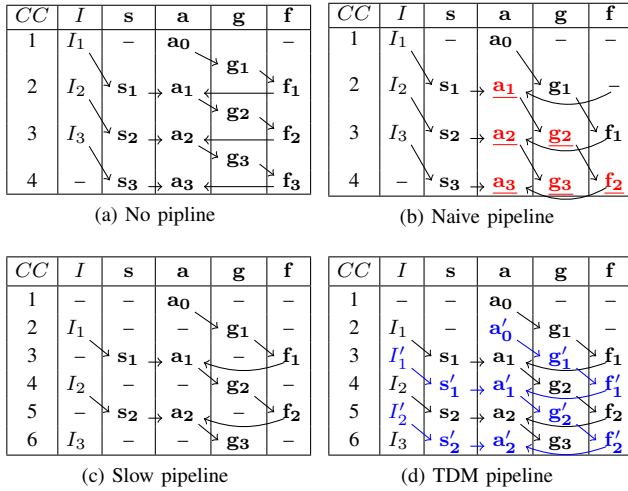 CC I s a g f
1 I₁ – a₀ –
g₁
2 I₂ s₁ a₁ f₁
g₂
3 I₃ s₂ a₂ f₂
g₃
4 – s₃ a₃ f₃
(a) No pipline
CC I s a g f
1 I₁ – a₀ – –
2 I₂ s₁ a₁ g₁ –
3 I₃ s₂ a₂ g₂ f₁
4 – s₃ a₃ g₃ f₂
(b) Naive pipeline
CC I s a g f
1 – – a₀ – –
2 I₁ – – g₁ –
3 – s₁ a₁ – f₁
4 I₂ – – g₂ –
5 – s₂ a₂ – f₂
6 I₃ – – g₃ –
(c) Slow pipeline
CC I s a g f
1 – – a₀ – –
2 I₁ – a′₀ g₁ –
3 I′₁ s₁ a₁ g′₁ f₁
4 I₂ s′₁ a′₁ g₂ f′₁
5 I′₂ s₂ a₂ g′₂ f₂
6 I₃ s′₂ a′₂ g₃ f′₂
(d) TDM pipeline